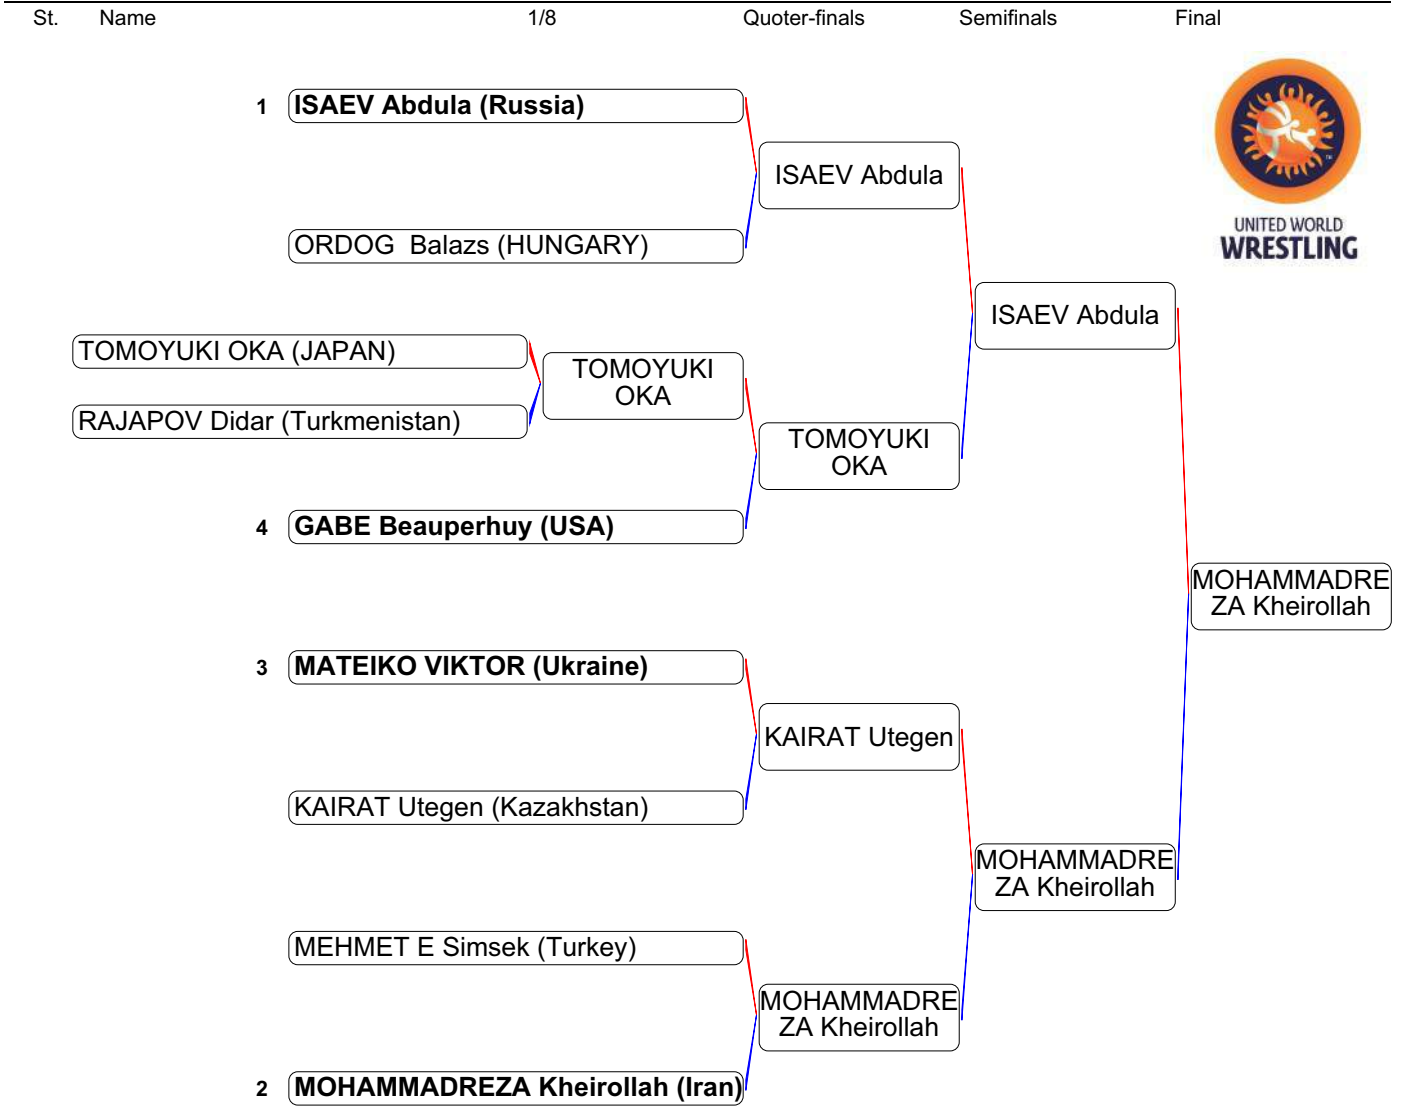 St. Name 1/8 Quoter-finals Semifinals Final
1 ISAEV Abdula (Russia)
ISAEV Abdula
UNITED WORLD
WRESTLING
ORDOG  Balazs (HUNGARY)
ISAEV Abdula
TOMOYUKI OKA (JAPAN)
TOMOYUKI
OKA
RAJAPOV Didar (Turkmenistan)
TOMOYUKI
OKA
4 GABE Beauperhuy (USA)
MOHAMMADRE
ZA Kheirollah
3 MATEIKO VIKTOR (Ukraine)
KAIRAT Utegen
KAIRAT Utegen (Kazakhstan)
MOHAMMADRE
ZA Kheirollah
MEHMET E Simsek (Turkey)
MOHAMMADRE
ZA Kheirollah
2 MOHAMMADREZA Kheirollah (Iran)